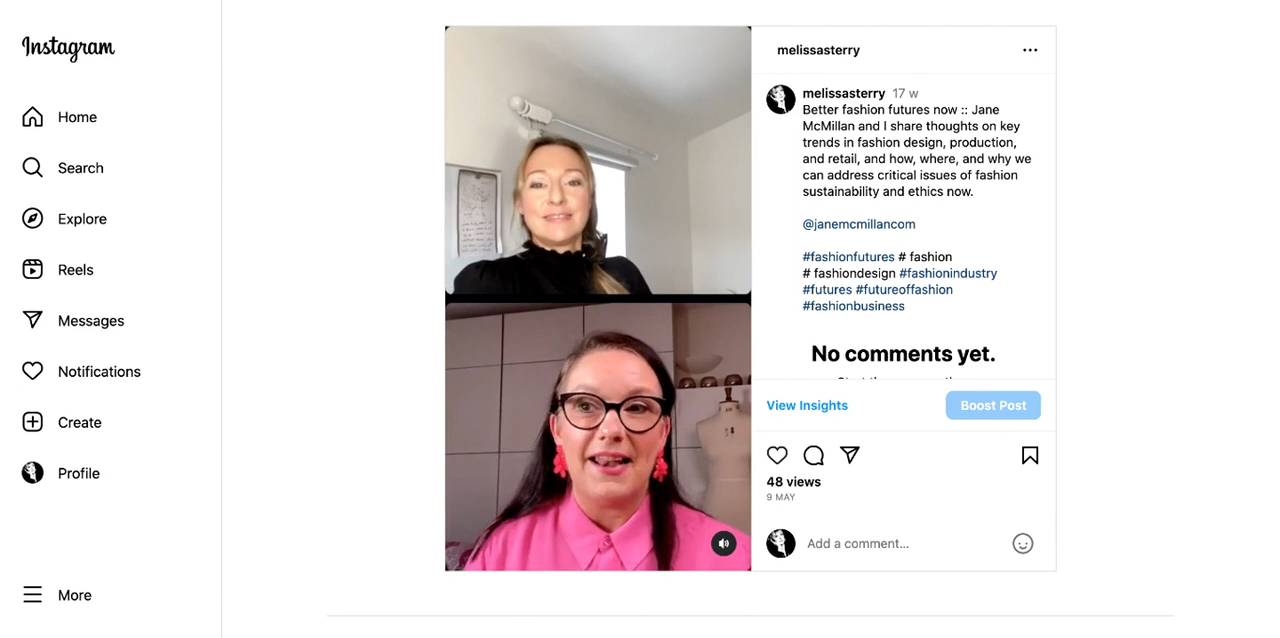 Instagram
Home
Search
Explore
Reels
Messages
Notifications
Create
Profile
More
melissasterry
melissasterry 17 w
Better fashion futures now :: Jane
McMillan and I share thoughts on key
trends in fashion design, production,
and retail, and how, where, and why we
can address critical issues of fashion
sustainability and ethics now.
@janemcmillancom
#fashionfutures # fashion
# fashiondesign #fashionindustry
#futures #futureoffashion
#fashionbusiness
No comments yet.
View Insights
Boost Post
48 views
9 MAY
Add a comment...